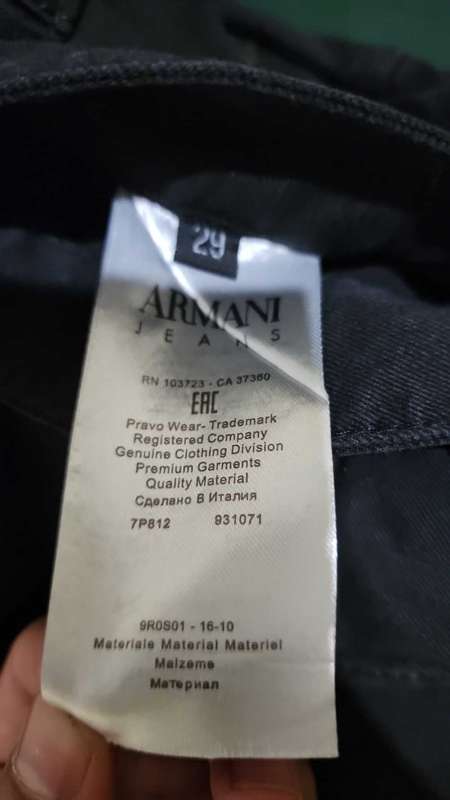 29
ARMANI
JEANS
RN 103723 - CA 37360
EAC
Pravo Wear- Trademark
Registered Company
Genuine Clothing Division
Premium Garments
Quality Material
Сделано В Италия
7P812 931071
9R0S01 - 16-10
Materiale Material Materiel
Malzeme
Материал